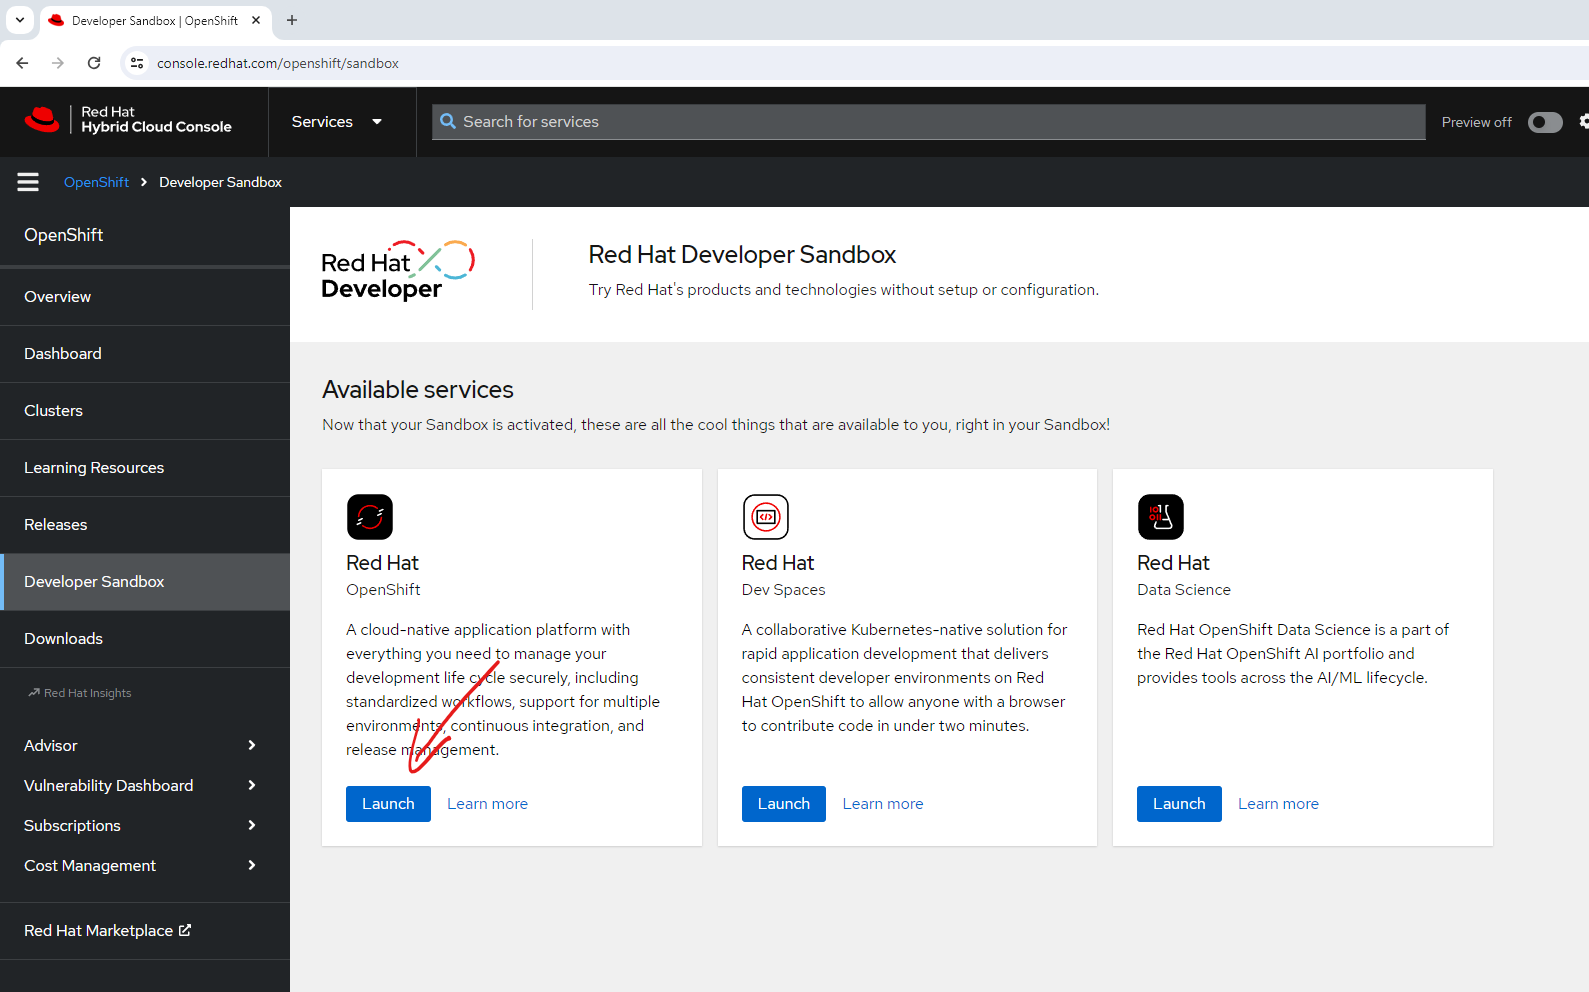 Developer Sandbox | OpenShift
console.redhat.com/openshift/sandbox
Red Hat
Hybrid Cloud Console
Services
Search for services
Preview off
OpenShift
Developer Sandbox
OpenShift
Overview
Dashboard
Clusters
Learning Resources
Releases
Developer Sandbox
Downloads
Red Hat Insights
Advisor
Vulnerability Dashboard
Subscriptions
Cost Management
Red Hat Marketplace
Red Hat
Developer
Red Hat Developer Sandbox
Try Red Hat's products and technologies without setup or configuration.
Available services
Now that your Sandbox is activated, these are all the cool things that are available to you, right in your Sandbox!
Red Hat
OpenShift
A cloud-native application platform with
everything you need to manage your
development life cycle securely, including
standardized workflows, support for multiple
environments, continuous integration, and
release management.
Launch
Learn more
Red Hat
Dev Spaces
A collaborative Kubernetes-native solution for
rapid application development that delivers
consistent developer environments on Red
Hat OpenShift to allow anyone with a browser
to contribute code in under two minutes.
Launch
Learn more
Red Hat
Data Science
Red Hat OpenShift Data Science is a part of
the Red Hat OpenShift AI portfolio and
provides tools across the AI/ML lifecycle.
Launch
Learn more